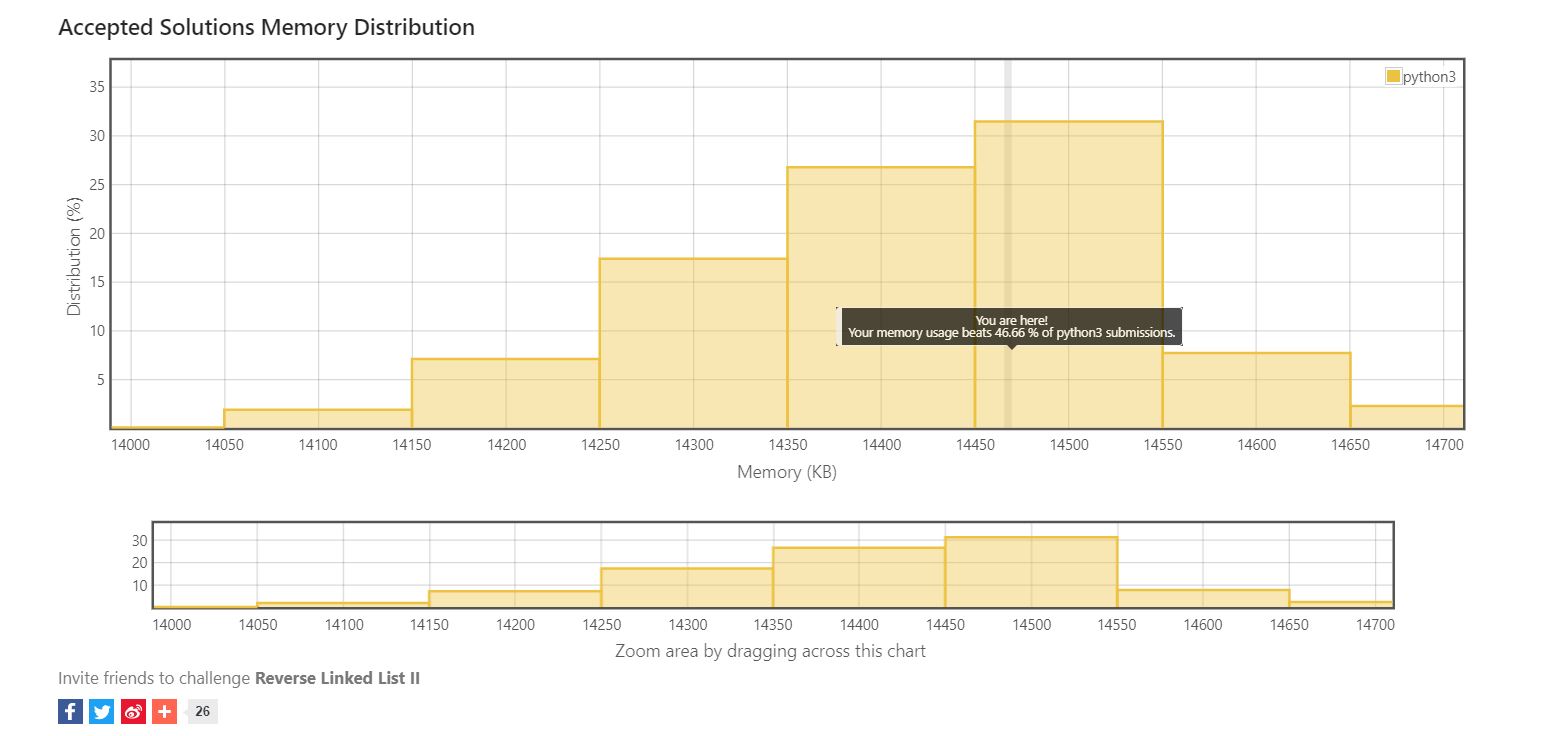 Accepted Solutions Memory Distribution
python3
35
30
25
20
15
10
5
Distribution (%)
You are here!
Your memory usage beats 46.66 % of python3 submissions.
14000 14050 14100 14150 14200 14250 14300 14350 14400 14450 14500 14550 14600 14650 14700
Memory (KB)
30
20
10
14000 14050 14100 14150 14200 14250 14300 14350 14400 14450 14500 14550 14600 14650 14700
Zoom area by dragging across this chart
Invite friends to challenge Reverse Linked List II
26